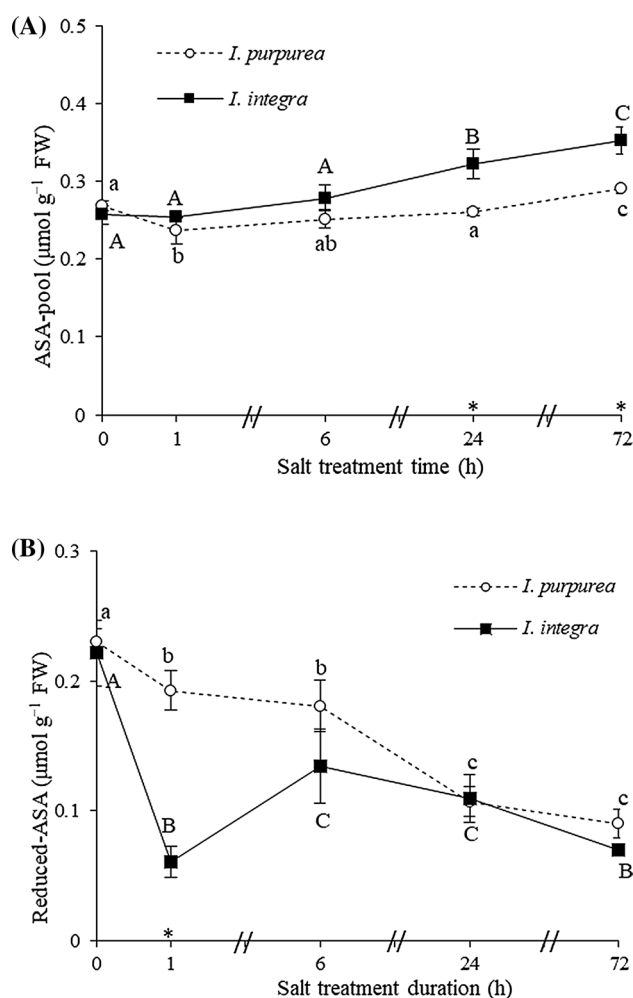 (A)
0.5
I. purpurea
I. integra
0.4
C
B
A
a
A
0.3
A
b
ab
a
c
0.2
0.1
0
*
*
0
1
6
24
72
ASA-pool (µmol g⁻¹ FW)
Salt treatment time (h)
(B)
0.3
I. purpurea
I. integra
a
b
b
0.2
A
c
c
0.1
B
C
C
B
0
*
0
1
6
24
72
Reduced-ASA (µmol g⁻¹ FW)
Salt treatment duration (h)